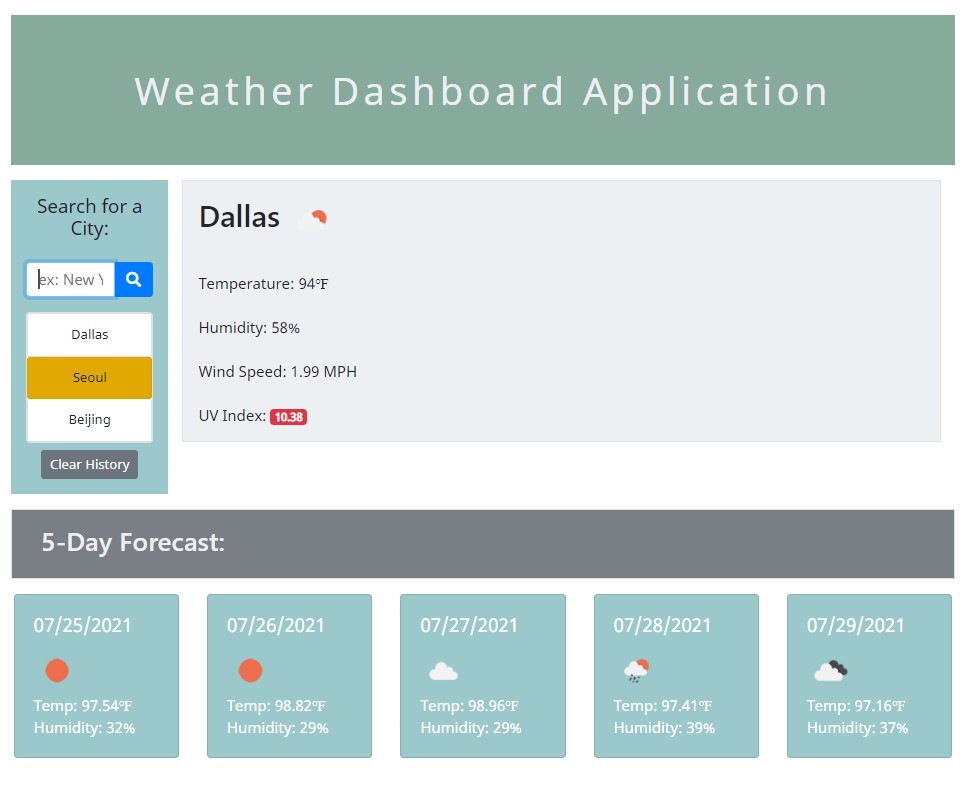 Weather Dashboard Application
Search for a
City:
ex: New Y
Dallas
Seoul
Beijing
Clear History
Dallas
Temperature: 94°F
Humidity: 58%
Wind Speed: 1.99 MPH
UV Index: 10.38
5-Day Forecast:
07/25/2021
Temp: 97.54°F
Humidity: 32%
07/26/2021
Temp: 98.82°F
Humidity: 29%
07/27/2021
Temp: 98.96°F
Humidity: 29%
07/28/2021
Temp: 97.41°F
Humidity: 39%
07/29/2021
Temp: 97.16°F
Humidity: 37%